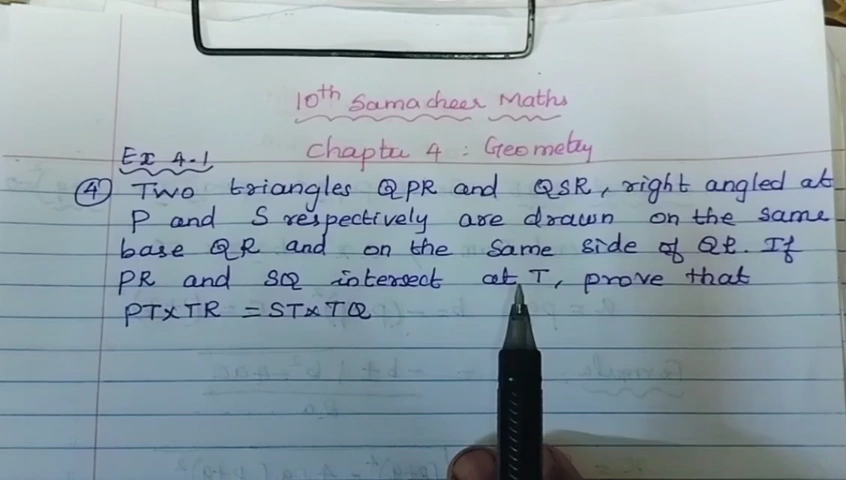 10th Samacheer Maths
Chapter 4 : Geometry
Ex 4.1
④ Two triangles QPR and QSR, right angled at
P and S respectively are drawn on the same
base QR and on the same side of QR. If
PR and SQ intersect at T, prove that
PT×TR = ST×TQ